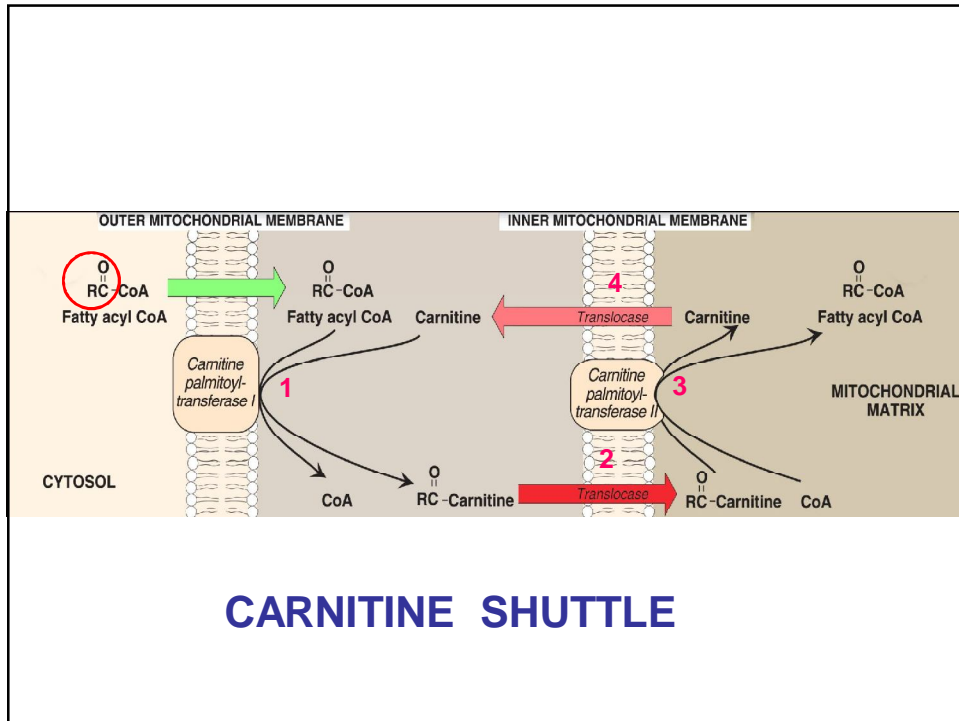 OUTER MITOCHONDRIAL MEMBRANE
INNER MITOCHONDRIAL MEMBRANE
O
RC-CoA
Fatty acyl CoA
O
RC-CoA
Fatty acyl CoA
Carnitine
4
Translocase
Carnitine
O
RC-CoA
Fatty acyl CoA
Carnitine
palmitoyl-
transferase I
1
Carnitine
palmitoyl-
transferase II
3
MITOCHONDRIAL
MATRIX
CYTOSOL
CoA
O
RC-Carnitine
2
Translocase
O
RC-Carnitine
CoA
CARNITINE SHUTTLE